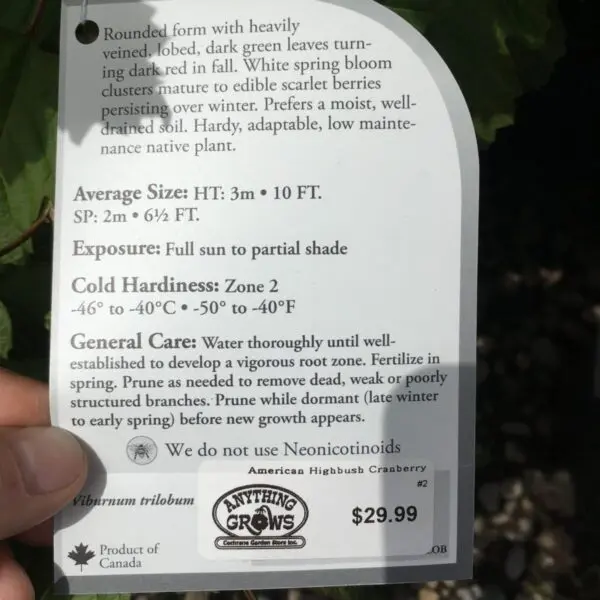 Rounded form with heavily
veined, lobed, dark green leaves turn-
ing dark red in fall. White spring bloom
clusters mature to edible scarlet berries
persisting over winter. Prefers a moist, well-
drained soil. Hardy, adaptable, low mainte-
nance native plant.
Average Size: HT: 3m • 10 FT.
SP: 2m • 6½ FT.
Exposure: Full sun to partial shade
Cold Hardiness: Zone 2
-46° to -40°C • -50° to -40°F
General Care: Water thoroughly until well-
established to develop a vigorous root zone. Fertilize in
spring. Prune as needed to remove dead, weak or poorly
structured branches. Prune while dormant (late winter
to early spring) before new growth appears.
We do not use Neonicotinoids
American Highbush Cranberry
#2
Viburnum trilobum
ANYTHING
GROWS
Cochrane Garden Store Inc.
$29.99
Product of
Canada